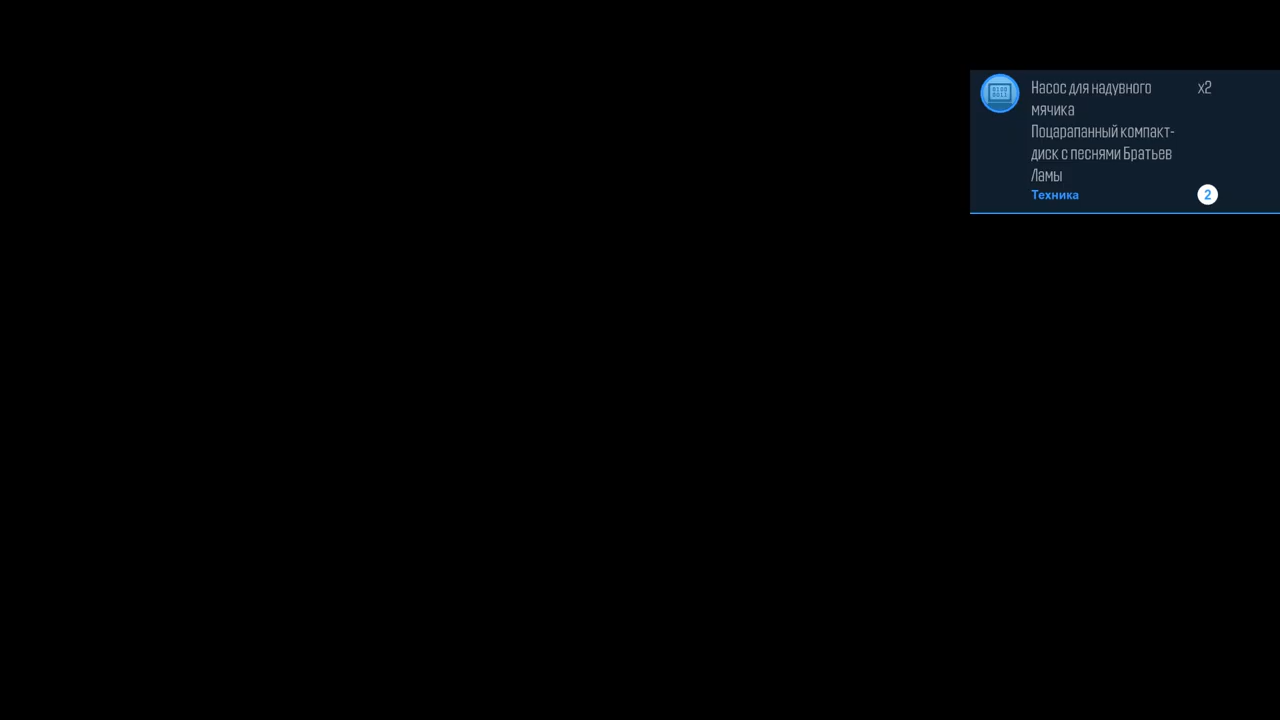 Насос для надувного x2
мячика
Поцарапанный компакт-
диск с песнями Братьев
Ламы
Техника 2